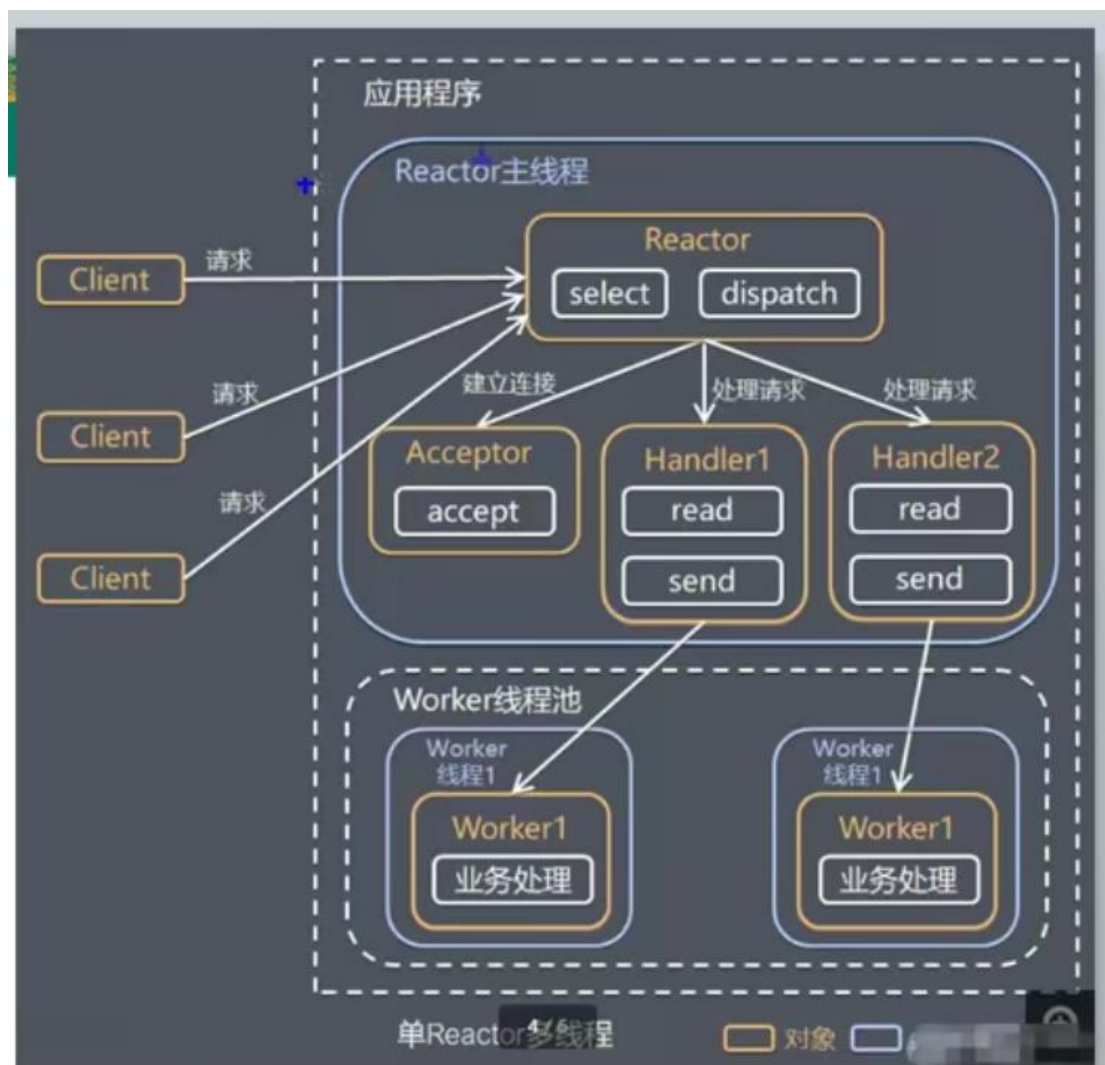 应用程序
Reactor主线程
Reactor
select
dispatch
Client
请求
Client
请求
Client
请求
建立连接
处理请求
处理请求
Acceptor
accept
Handler1
read
send
Handler2
read
send
Worker线程池
Worker
线程1
Worker1
业务处理
Worker
线程1
Worker1
业务处理
单Reactor多线程
4/6
对象